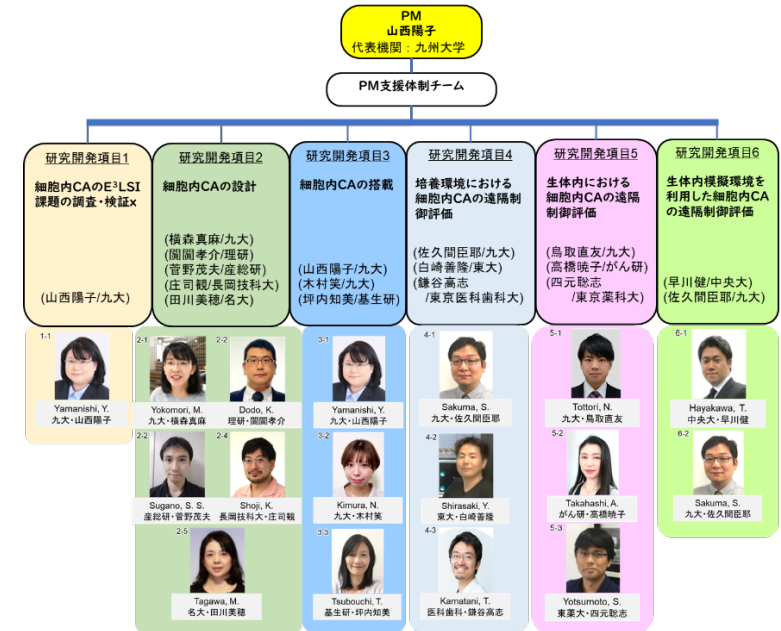 PM
山西陽子
代表機関：九州大学
PM支援体制チーム
研究開発項目1
細胞内CAのE³LSI
課題の調査・検証x
(山西陽子/九大)
研究開発項目2
細胞内CAの設計
(横森真麻/九大)
(闐闐孝介/理研)
(菅野茂夫/産総研)
(庄司観/長岡技科大)
(田川美穂/名大)
研究開発項目3
細胞内CAの搭載
(山西陽子/九大)
(木村笑/九大)
(坪内知美/基生研)
研究開発項目4
培養環境における
細胞内CAの遠隔制
御評価
(佐久間臣耶/九大)
(白崎善隆/東大)
(鎌谷高志
/東京医科歯科大)
研究開発項目5
生体内における
細胞内CAの遠隔
制御評価
(鳥取直友/九大)
(高橋暁子/がん研)
(四元聡志
/東京薬科大)
研究開発項目6
生体内模擬環境を
利用した細胞内CA
の遠隔制御評価
(早川健/中央大)
(佐久間臣耶/九大)
1-1
Yamanishi, Y.
九大・山西陽子
2-1
Yokomori, M.
九大・横森真麻
2-2
Dodo, K.
理研・闐闐孝介
2-2
Sugano, S. S.
産総研・菅野茂夫
2-4
Shoji, K.
長岡技科大・庄司観
2-5
Tagawa, M.
名大・田川美穂
3-1
Yamanishi, Y.
九大・山西陽子
3-2
Kimura, N.
九大・木村笑
3-3
Tsubouchi, T.
基生研・坪内知美
4-1
Sakuma, S.
九大・佐久間臣耶
4-2
Shirasaki, Y.
東大・白崎善隆
4-3
Kamatani, T.
医科歯科・鎌谷高志
5-1
Tottori, N.
九大・鳥取直友
5-2
Takahashi, A.
がん研・高橋暁子
5-3
Yotsumoto, S.
東薬大・四元聡志
6-1
Hayakawa, T.
中央大・早川健
6-2
Sakuma, S.
九大・佐久間臣耶